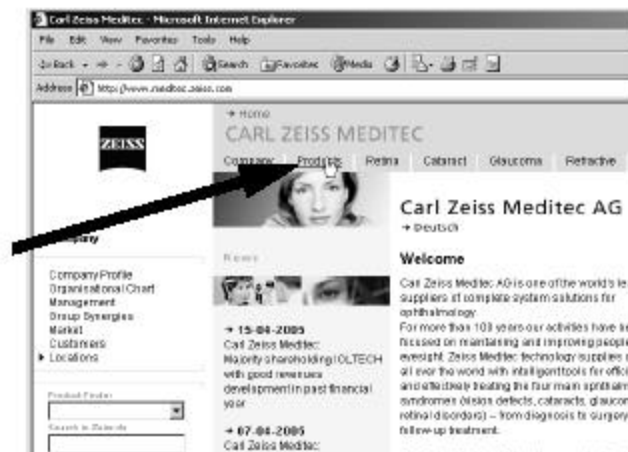 Carl Zeiss Meditec - Microsoft Internet Explorer
File Edit View Favorites Tools Help
Back Search Favorites Media
Address http://www.meditec.zeiss.com
ZEISS
→ Home
CARL ZEISS MEDITEC
Company Products Retina Cataract Glaucoma Refractive
Company
Company Profile
Organisational Chart
Management
Group Synergies
Market
Customers
Locations
Product Finder
Search in
News
→ 15-04-2005
Carl Zeiss Meditec:
Majority shareholding IOLTECH
with good revenues
development in past financial
year
→ 07-04-2005
Carl Zeiss Meditec:
Carl Zeiss Meditec AG
→ Deutsch
Welcome
Carl Zeiss Meditec AG is one of the world's le
suppliers of complete system solutions for
ophthalmology.
For more than 100 years our activities have be
focused on maintaining and improving people
eyesight. Zeiss Meditec technology supplies
all over the world with intelligent tools for effici
and effectively treating the four main ophthalm
syndromes (vision defects, cataracts, glaucom
retinal disorders) – from diagnosis to surgery
follow-up treatment.